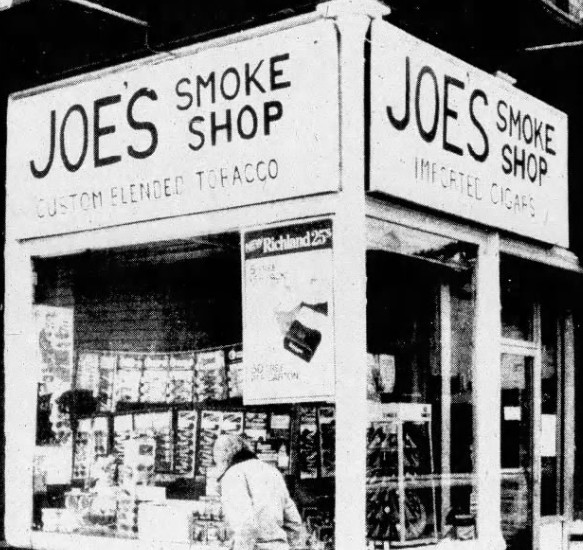 JOE'S SMOKE SHOP
CUSTOM BLENDED TOBACCO
JOE'S SMOKE SHOP
IMPORTED CIGARS
NEW Richland 25's